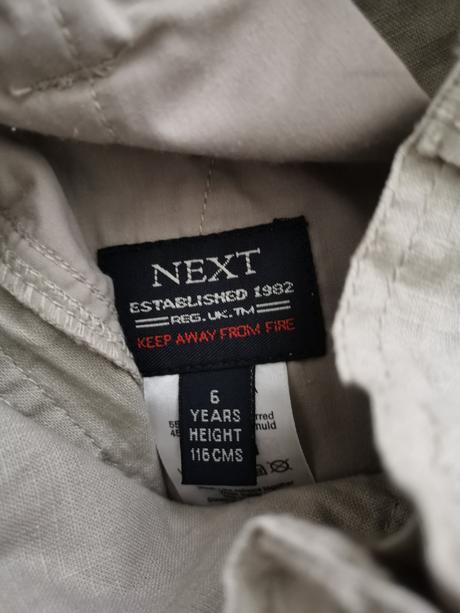 NEXT
ESTABLISHED 1982
REG. UK. TM
KEEP AWAY FROM FIRE
6
YEARS
HEIGHT
116CMS